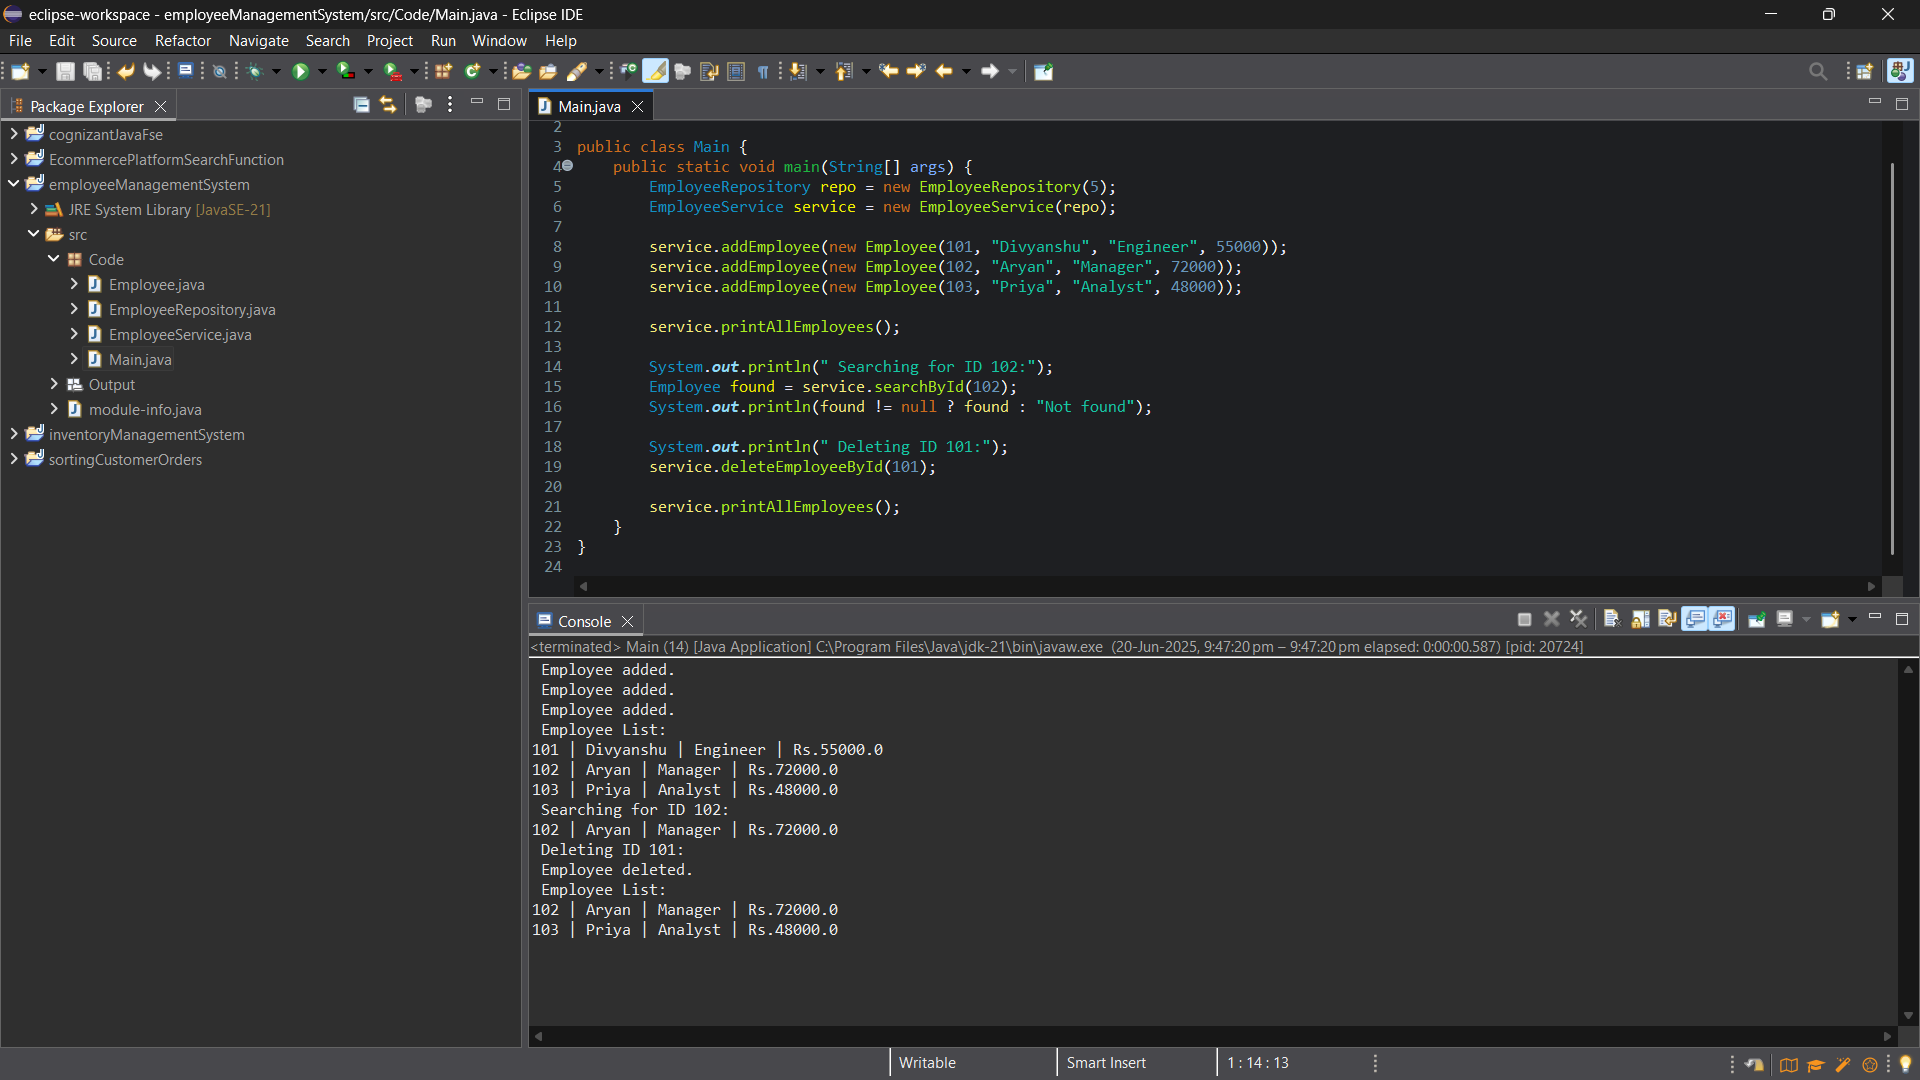 eclipse-workspace - employeeManagementSystem/src/Code/Main.java - Eclipse IDE
File Edit Source Refactor Navigate Search Project Run Window Help
Package Explorer
cognizantJavaFse
EcommercePlatformSearchFunction
employeeManagementSystem
JRE System Library [JavaSE-21]
src
Code
Employee.java
EmployeeRepository.java
EmployeeService.java
Main.java
Output
module-info.java
inventoryManagementSystem
sortingCustomerOrders
Main.java
2
3 public class Main {
4 public static void main(String[] args) {
5 EmployeeRepository repo = new EmployeeRepository(5);
6 EmployeeService service = new EmployeeService(repo);
7
8 service.addEmployee(new Employee(101, "Divyanshu", "Engineer", 55000));
9 service.addEmployee(new Employee(102, "Aryan", "Manager", 72000));
10 service.addEmployee(new Employee(103, "Priya", "Analyst", 48000));
11
12 service.printAllEmployees();
13
14 System.out.println(" Searching for ID 102:");
15 Employee found = service.searchById(102);
16 System.out.println(found != null ? found : "Not found");
17
18 System.out.println(" Deleting ID 101:");
19 service.deleteEmployeeById(101);
20
21 service.printAllEmployees();
22 }
23 }
24
Console
<terminated> Main (14) [Java Application] C:\Program Files\Java\jdk-21\bin\javaw.exe (20-Jun-2025, 9:47:20 pm – 9:47:20 pm elapsed: 0:00:00.587) [pid: 20724]
Employee added.
Employee added.
Employee added.
Employee List:
101 | Divyanshu | Engineer | Rs.55000.0
102 | Aryan | Manager | Rs.72000.0
103 | Priya | Analyst | Rs.48000.0
Searching for ID 102:
102 | Aryan | Manager | Rs.72000.0
Deleting ID 101:
Employee deleted.
Employee List:
102 | Aryan | Manager | Rs.72000.0
103 | Priya | Analyst | Rs.48000.0
Writable Smart Insert 1 : 14 : 13